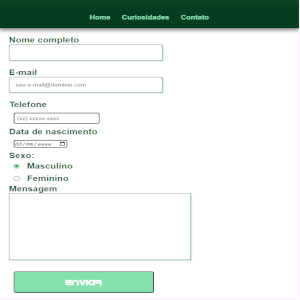 Home Curiosidades Contato
Nome completo
E-mail
seu e-mail@dominio.com
Telefone
(xx) xxxxx-xxxx
Data de nascimento
dd/mm/aaaa
Sexo:
Masculino
Feminino
Mensagem
ENVIAR